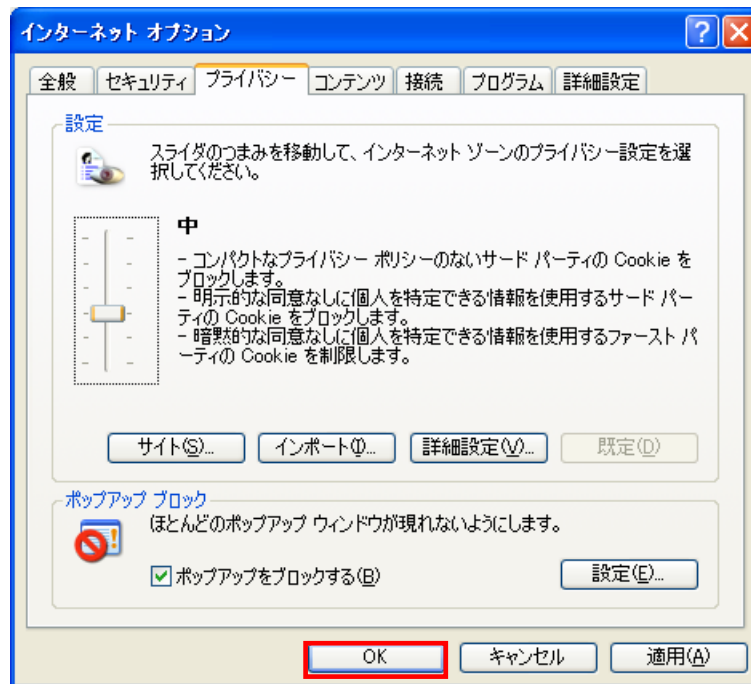 インターネット オプション
全般 セキュリティ プライバシー コンテンツ 接続 プログラム 詳細設定
設定
スライダのつまみを移動して、インターネット ゾーンのプライバシー設定を選
択してください。
中
- コンパクトなプライバシー ポリシーのないサード パーティの Cookie を
ブロックします。
- 明示的な同意なしに個人を特定できる情報を使用するサード パー
ティの Cookie をブロックします。
- 暗黙的な同意なしに個人を特定できる情報を使用するファースト パ
ーティの Cookie を制限します。
サイト(S)... インポート(I)... 詳細設定(V)... 既定(D)
ポップアップ ブロック
ほとんどのポップアップ ウィンドウが現れないようにします。
ポップアップをブロックする(B) 設定(E)...
OK キャンセル 適用(A)